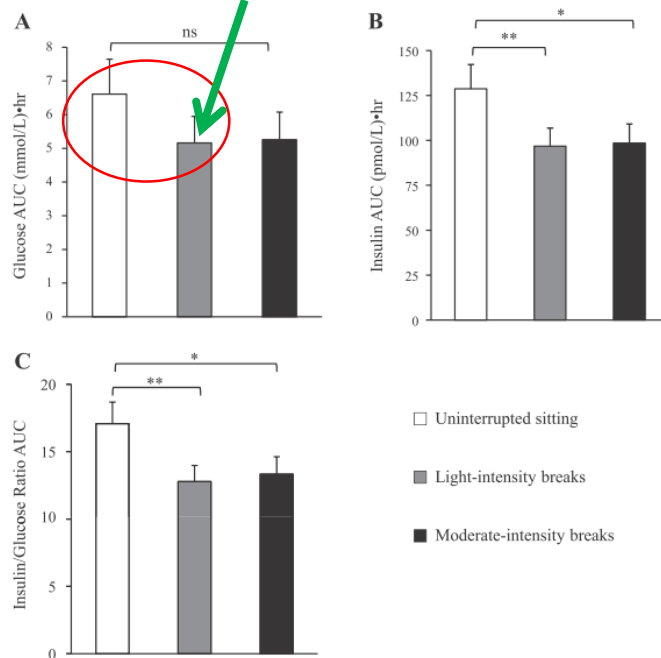 A
ns
8
7
6
5
4
3
2
1
0
Glucose AUC (mmol/L)•hr
B
*
**
150
125
100
75
50
25
0
Insulin AUC (pmol/L)•hr
C
*
**
20
15
10
5
0
Insulin/Glucose Ratio AUC
Uninterrupted sitting
Light-intensity breaks
Moderate-intensity breaks